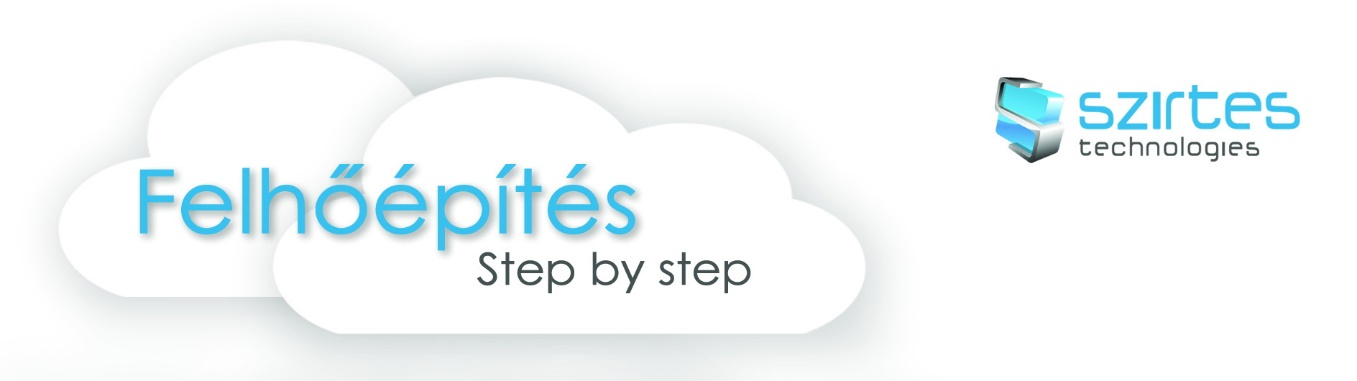 Felhőépítés
Step by step
szirtes
technologies